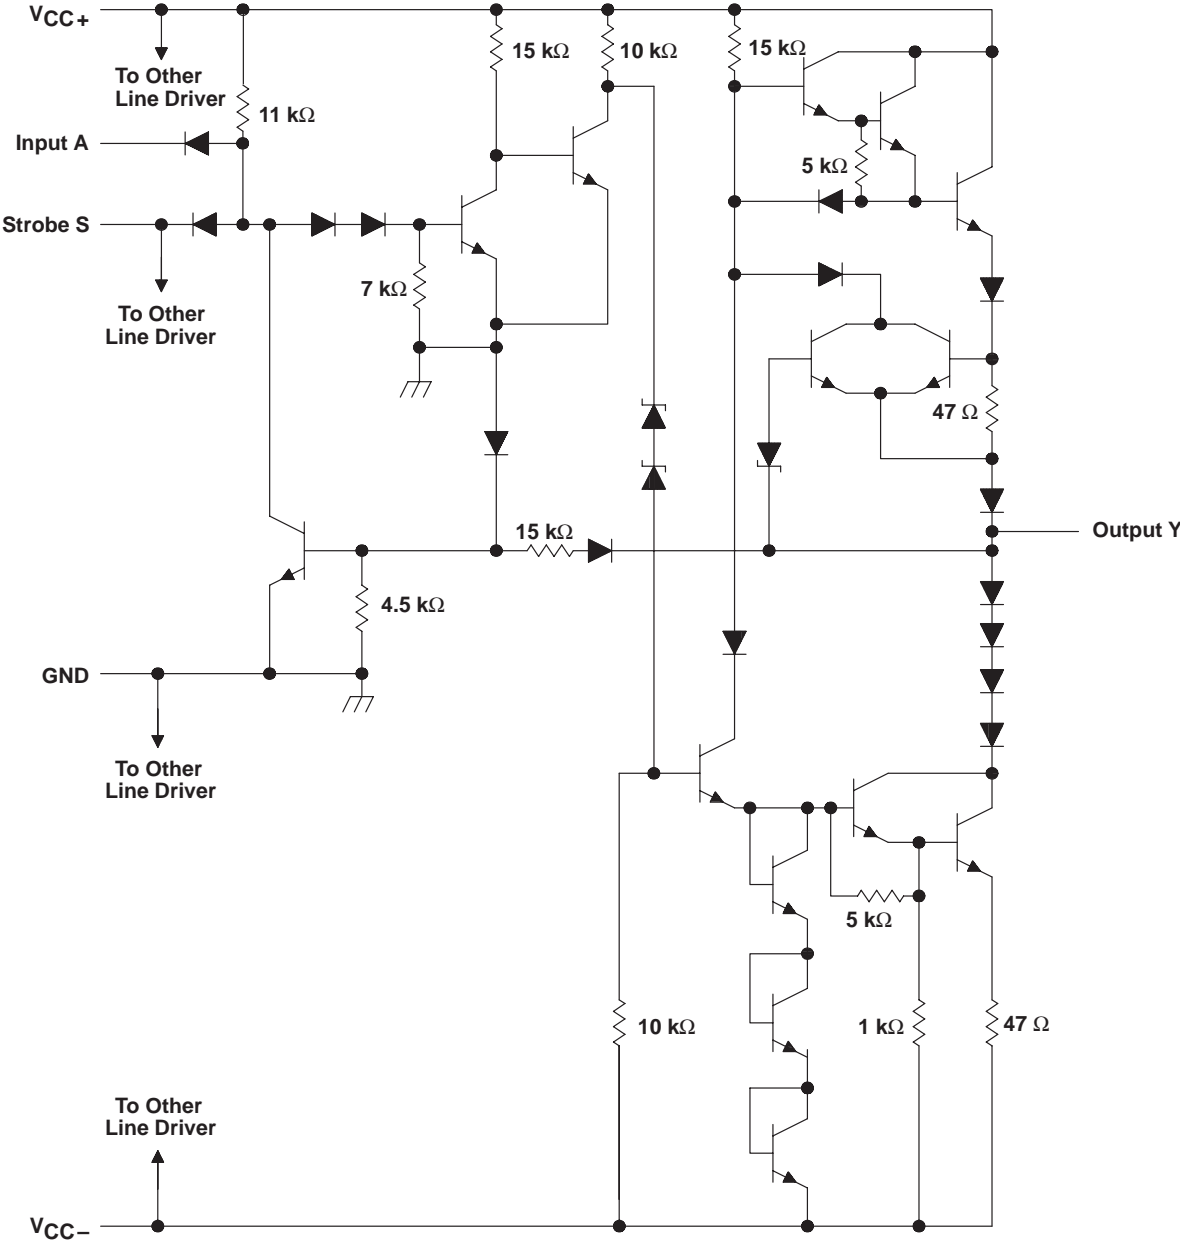 VCC+
To Other
Line Driver
11 kΩ
15 kΩ
10 kΩ
15 kΩ
Input A
5 kΩ
Strobe S
7 kΩ
To Other
Line Driver
47 Ω
Output Y
15 kΩ
4.5 kΩ
GND
To Other
Line Driver
5 kΩ
10 kΩ
1 kΩ
47 Ω
To Other
Line Driver
VCC−